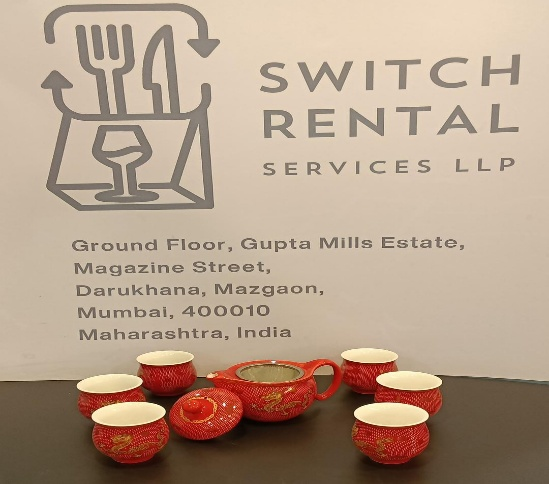 SWITCH
RENTAL
SERVICES LLP
Ground Floor, Gupta Mills Estate,
Magazine Street,
Darukhana, Mazgaon,
Mumbai, 400010
Maharashtra, India